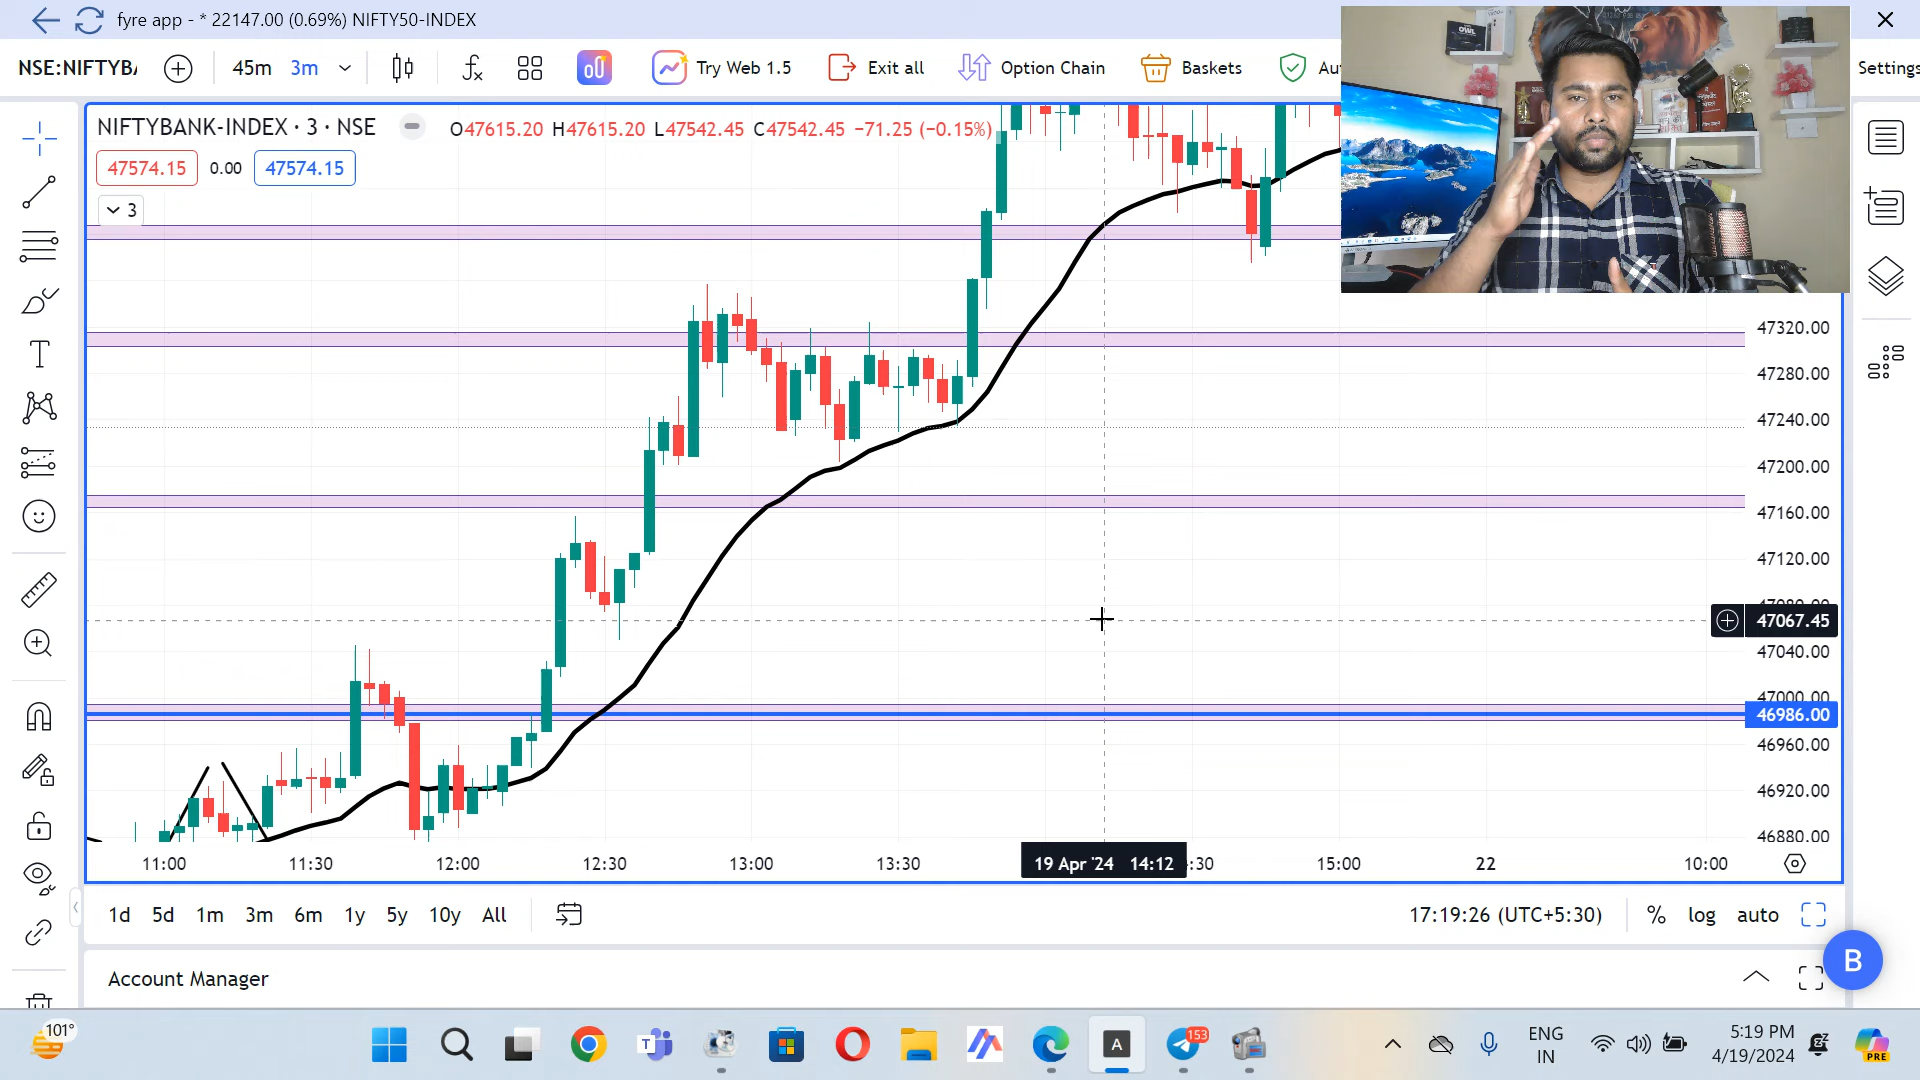 fyre app - * 22147.00 (0.69%) NIFTY50-INDEX
NSE:NIFTYBA
45m 3m
Try Web 1.5
Exit all
Option Chain
Baskets
Au
Settings
NIFTYBANK-INDEX · 3 · NSE
O47615.20 H47615.20 L47542.45 C47542.45 −71.25 (−0.15%)
47574.15 0.00 47574.15
3
47320.00
47280.00
47240.00
47200.00
47160.00
47120.00
47080.00
47067.45
47040.00
47000.00
46986.00
46960.00
46920.00
46880.00
11:00 11:30 12:00 12:30 13:00 13:30 19 Apr '24 14:12 :30 15:00 22 10:00
1d 5d 1m 3m 6m 1y 5y 10y All
17:19:26 (UTC+5:30) % log auto
B
Account Manager
101°
T
A
153
ENG
IN
5:19 PM
4/19/2024
PRE
OWL